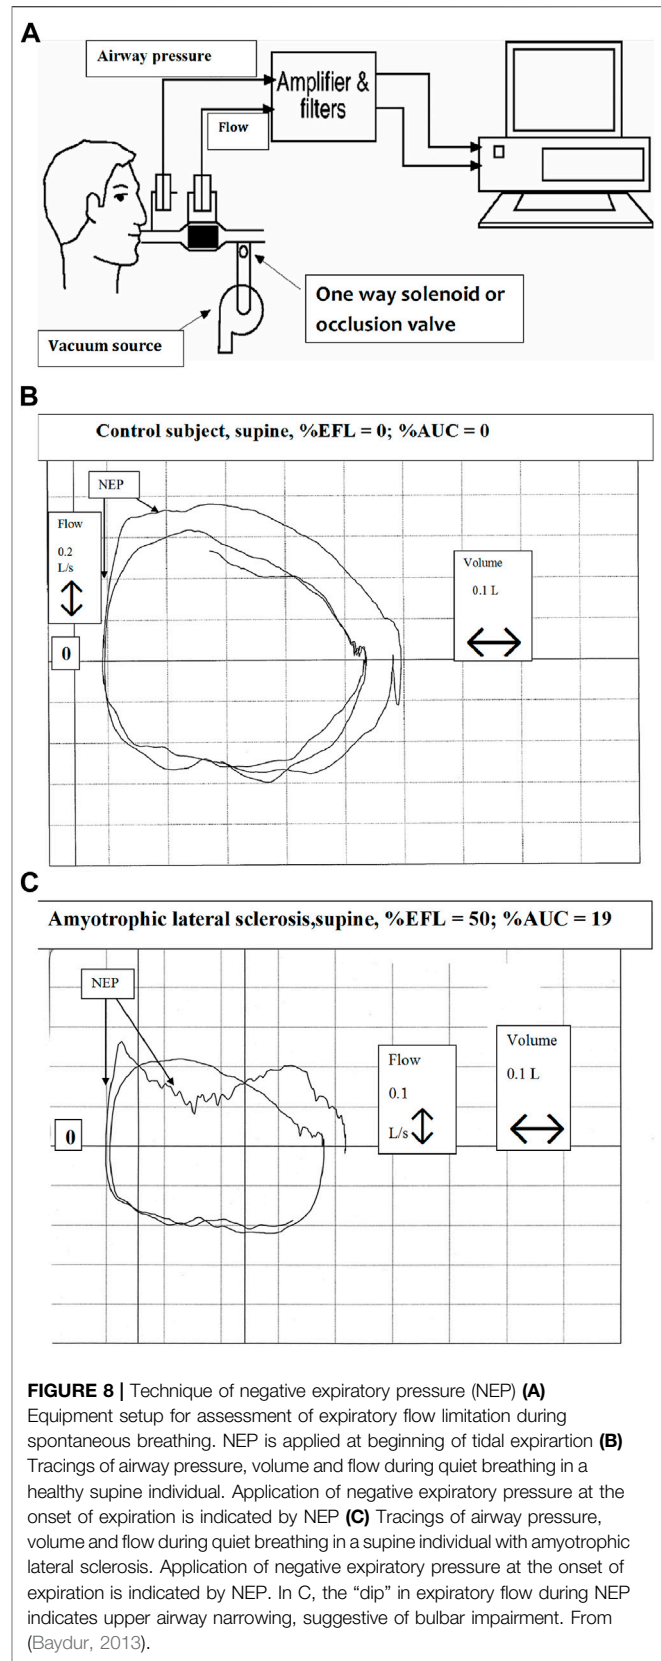 A
Airway pressure
Amplifier &
filters
Flow
One way solenoid or
occlusion valve
Vacuum source
B
Control subject, supine, %EFL = 0; %AUC = 0
NEP
Flow
0.2
L/s
Volume
0.1 L
0
C
Amyotrophic lateral sclerosis,supine, %EFL = 50; %AUC = 19
NEP
Volume
0.1 L
Flow
0.1
L/s
0
FIGURE 8 | Technique of negative expiratory pressure (NEP) (A)
Equipment setup for assessment of expiratory flow limitation during
spontaneous breathing. NEP is applied at beginning of tidal expirartion (B)
Tracings of airway pressure, volume and flow during quiet breathing in a
healthy supine individual. Application of negative expiratory pressure at the
onset of expiration is indicated by NEP (C) Tracings of airway pressure,
volume and flow during quiet breathing in a supine individual with amyotrophic
lateral sclerosis. Application of negative expiratory pressure at the onset of
expiration is indicated by NEP. In C, the “dip” in expiratory flow during NEP
indicates upper airway narrowing, suggestive of bulbar impairment. From
(Baydur, 2013).